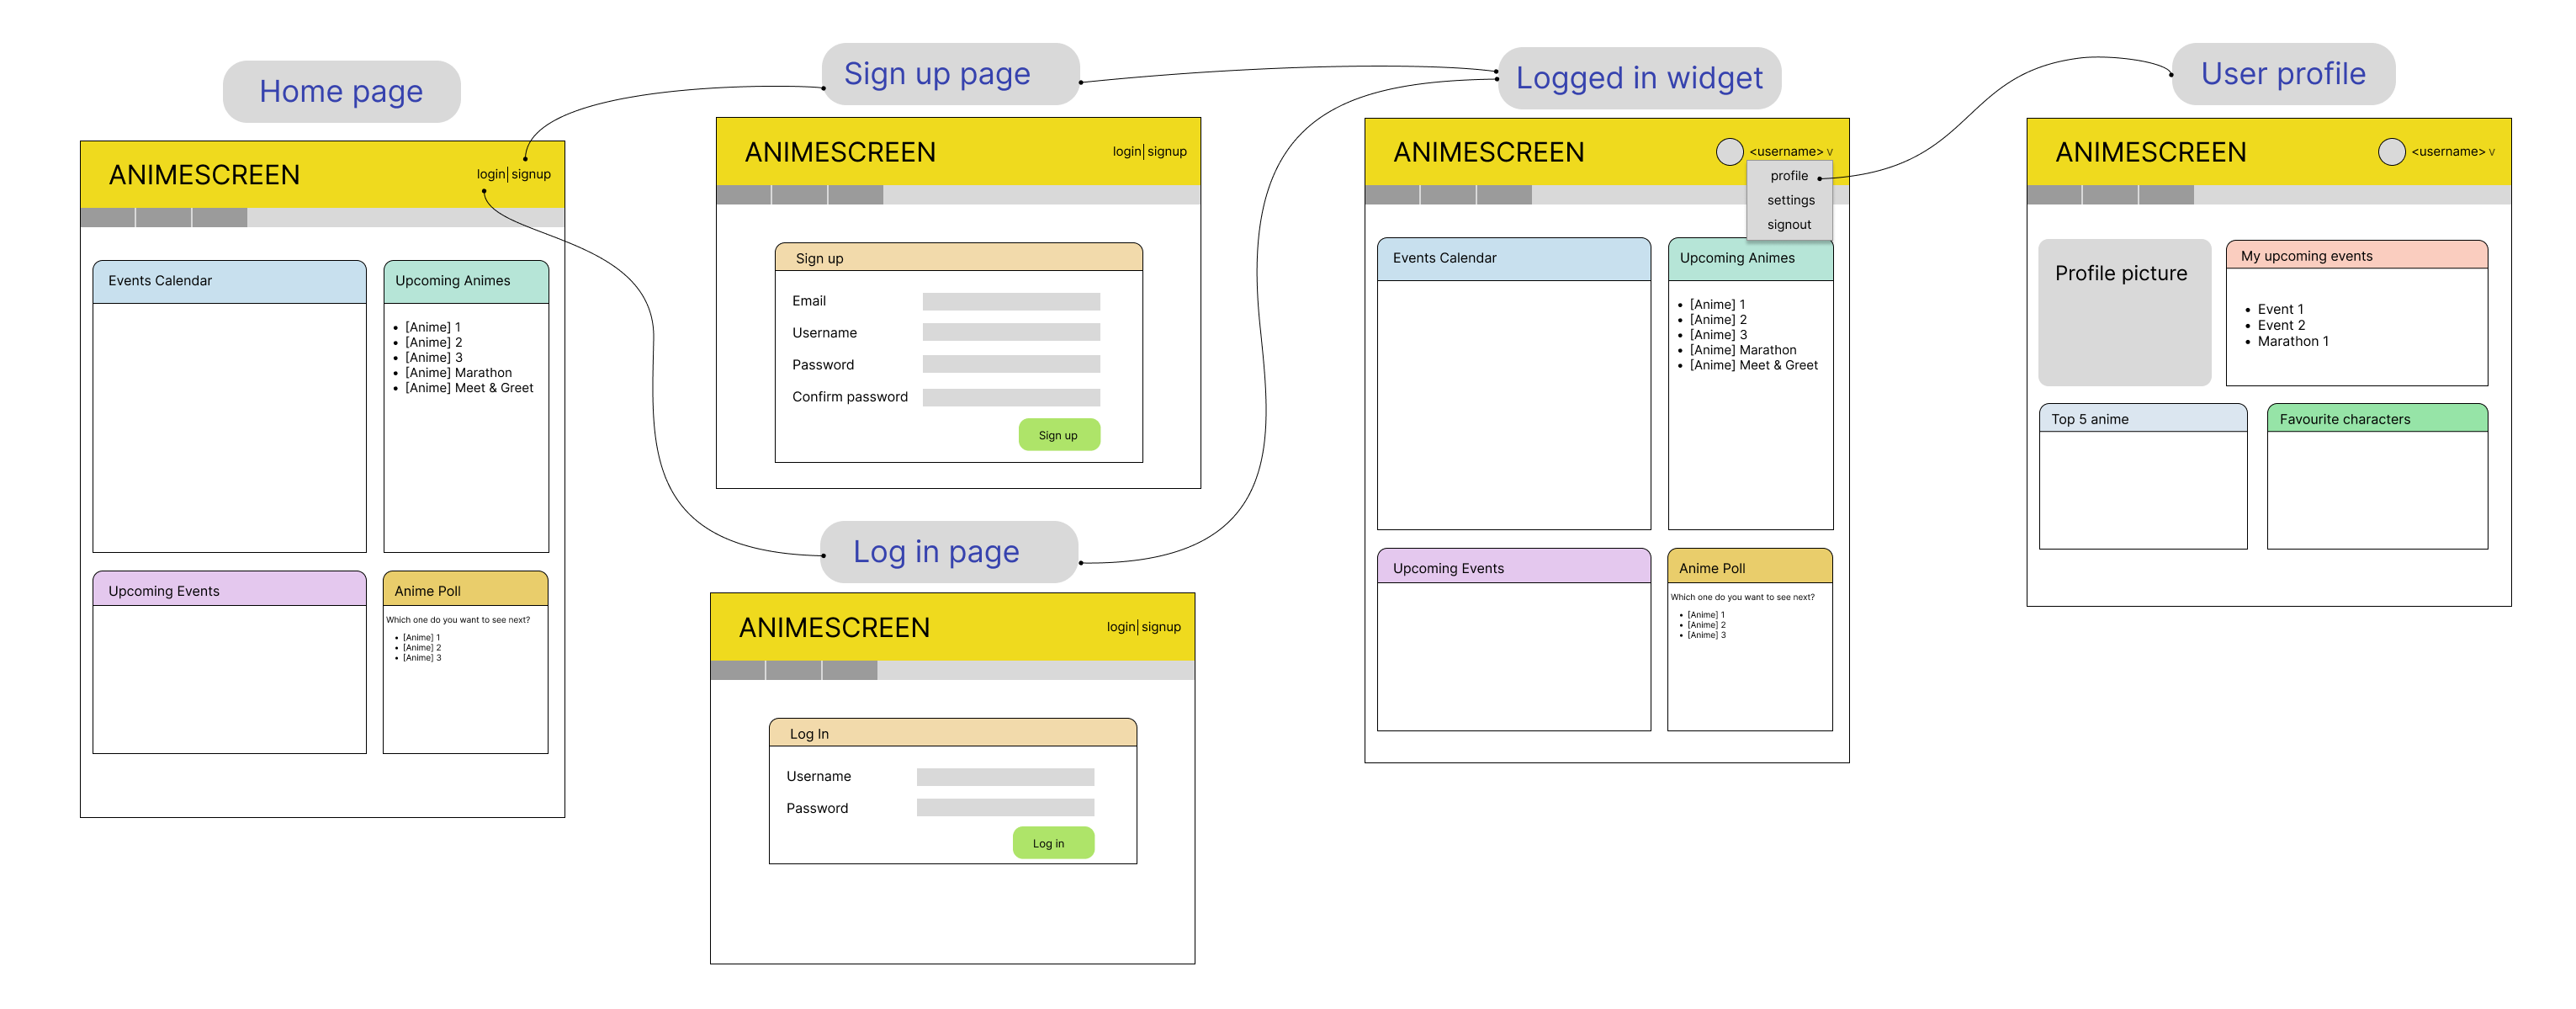 Home page
ANIMESCREEN
login| signup
Events Calendar
Upcoming Animes
[Anime] 1
[Anime] 2
[Anime] 3
[Anime] Marathon
[Anime] Meet & Greet
Upcoming Events
Anime Poll
Which one do you want to see next?
[Anime] 1
[Anime] 2
[Anime] 3
Sign up page
ANIMESCREEN
login| signup
Sign up
Email
Username
Password
Confirm password
Sign up
Log in page
ANIMESCREEN
login| signup
Log In
Username
Password
Log in
Logged in widget
ANIMESCREEN
<username> v
profile
settings
signout
Events Calendar
Upcoming Animes
[Anime] 1
[Anime] 2
[Anime] 3
[Anime] Marathon
[Anime] Meet & Greet
Upcoming Events
Anime Poll
Which one do you want to see next?
[Anime] 1
[Anime] 2
[Anime] 3
User profile
ANIMESCREEN
<username> v
Profile picture
My upcoming events
Event 1
Event 2
Marathon 1
Top 5 anime
Favourite characters